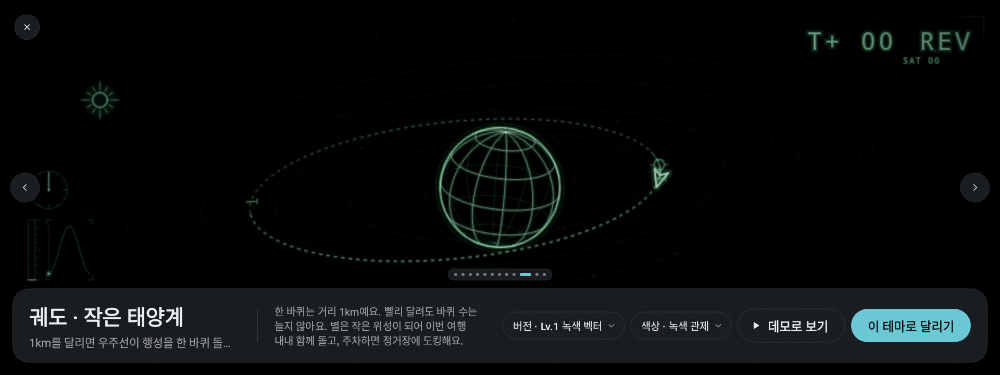 T+ 00 REV
SAT 00
궤도 · 작은 태양계
1km를 달리면 우주선이 행성을 한 바퀴 돌...
한 바퀴는 거리 1km예요. 빨리 달려도 바퀴 수는
늘지 않아요. 별은 작은 위성이 되어 이번 여행
내내 함께 돌고, 주차하면 정거장에 도킹해요.
버전 · Lv.1 녹색 벡터
색상 · 녹색 관제
데모로 보기
이 테마로 달리기